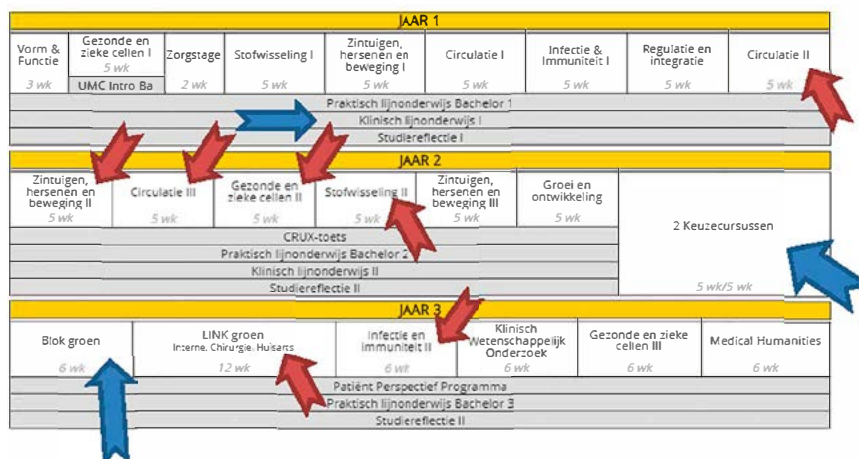 JAAR 1
Vorm &
Functie
3 wk
Gezonde en
zieke cellen I
5 wk
UMC Intro Ba
Zorgstage
2 wk
Stofwisseling I
5 wk
Zintuigen,
hersenen en
beweging I
5 wk
Circulatie I
5 wk
Infectie &
Immuniteit I
5 wk
Regulatie en
integratie
5 wk
Circulatie II
5 wk
Praktisch lijnonderwijs Bachelor 1
Klinisch lijnonderwijs I
Studiereflectie I
JAAR 2
Zintuigen,
hersenen en
beweging II
5 wk
Circulatie III
5 wk
Gezonde en
zieke cellen II
5 wk
Stofwisseling II
5 wk
Zintuigen,
hersenen en
beweging III
5 wk
Groei en
ontwikkeling
5 wk
2 Keuzecursussen
5 wk/5 wk
CRUX-toets
Praktisch lijnonderwijs Bachelor 2
Klinisch lijnonderwijs II
Studiereflectie II
JAAR 3
Blok groen
6 wk
LINK groen
Interne, Chirurgie, Huisarts
12 wk
Infectie en
immuniteit II
6 wk
Klinisch
Wetenschappelijk
Onderzoek
6 wk
Gezonde en zieke
cellen III
6 wk
Medical Humanities
6 wk
Patiënt Perspectief Programma
Praktisch lijnonderwijs Bachelor 3
Studiereflectie II